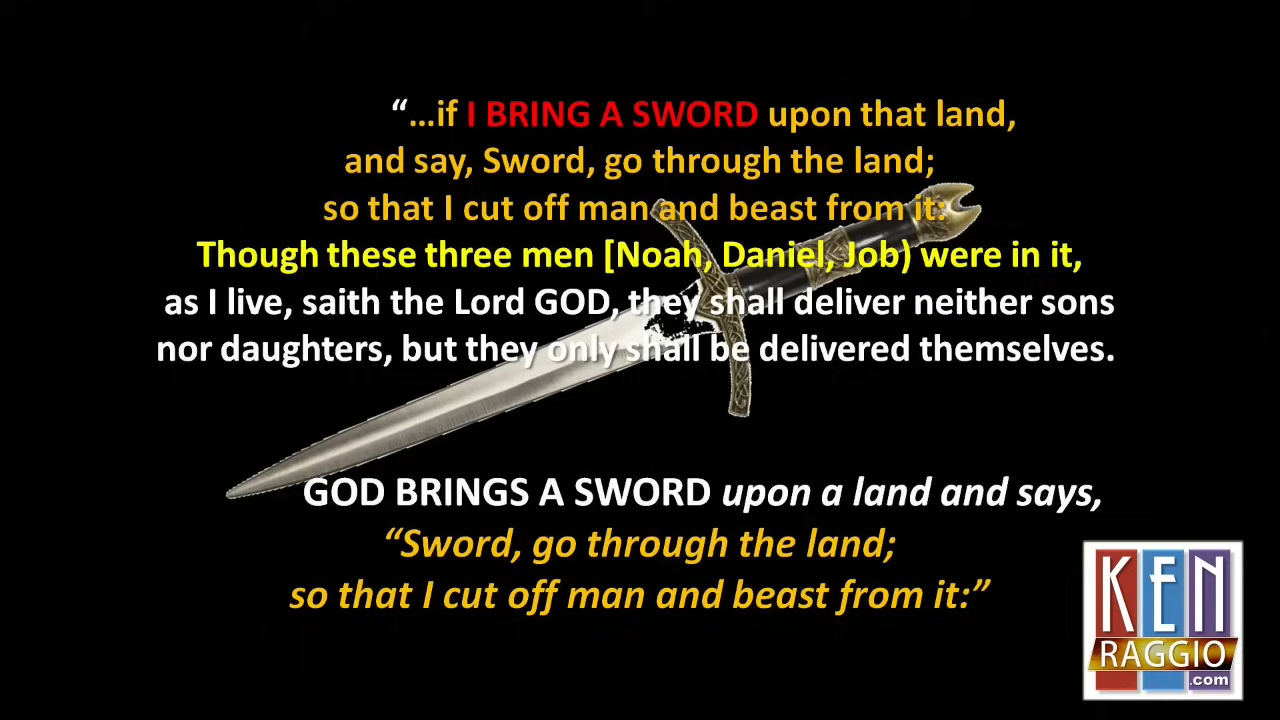 “...if I BRING A SWORD upon that land,
and say, Sword, go through the land;
so that I cut off man and beast from it:
Though these three men [Noah, Daniel, Job) were in it,
as I live, saith the Lord GOD, they shall deliver neither sons
nor daughters, but they only shall be delivered themselves.
GOD BRINGS A SWORD upon a land and says,
“Sword, go through the land;
so that I cut off man and beast from it:”
KEN
RAGGIO
.com